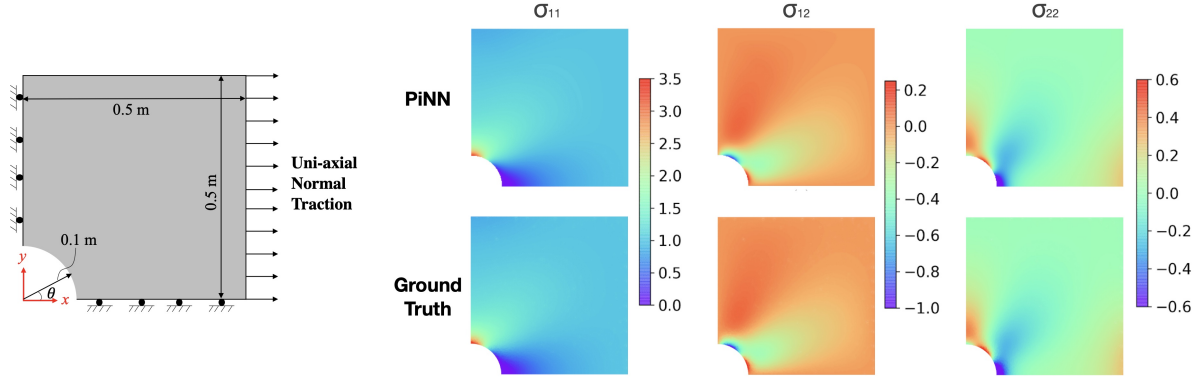 0.5 m
0.5 m
Uni-axial
Normal
Traction
0.1 m
y
θ
x
σ₁₁
σ₁₂
σ₂₂
PiNN
Ground
Truth
3.5
3.0
2.5
2.0
1.5
1.0
0.5
0.0
0.2
0.0
−0.2
−0.4
−0.6
−0.8
−1.0
0.6
0.4
0.2
0.0
−0.2
−0.4
−0.6